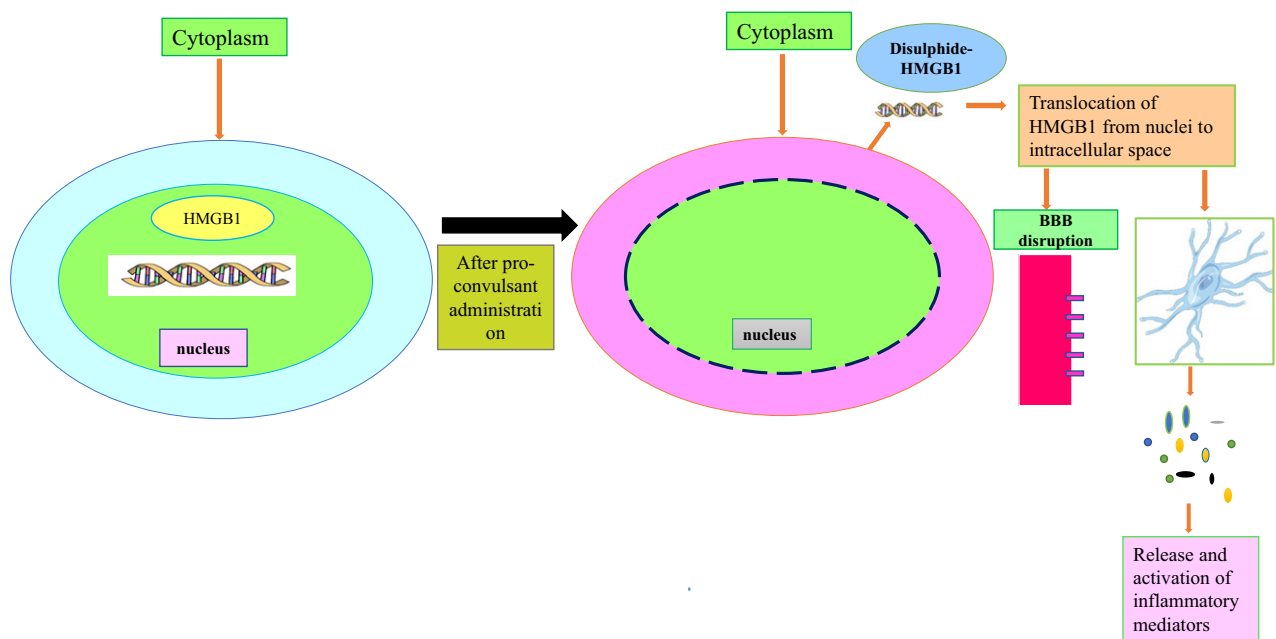 Cytoplasm
HMGB1
nucleus
After pro-
convulsant
administrati
on
Cytoplasm
nucleus
Disulphide-
HMGB1
Translocation of
HMGB1 from nuclei to
intracellular space
BBB
disruption
Release and
activation of
inflammatory
mediators